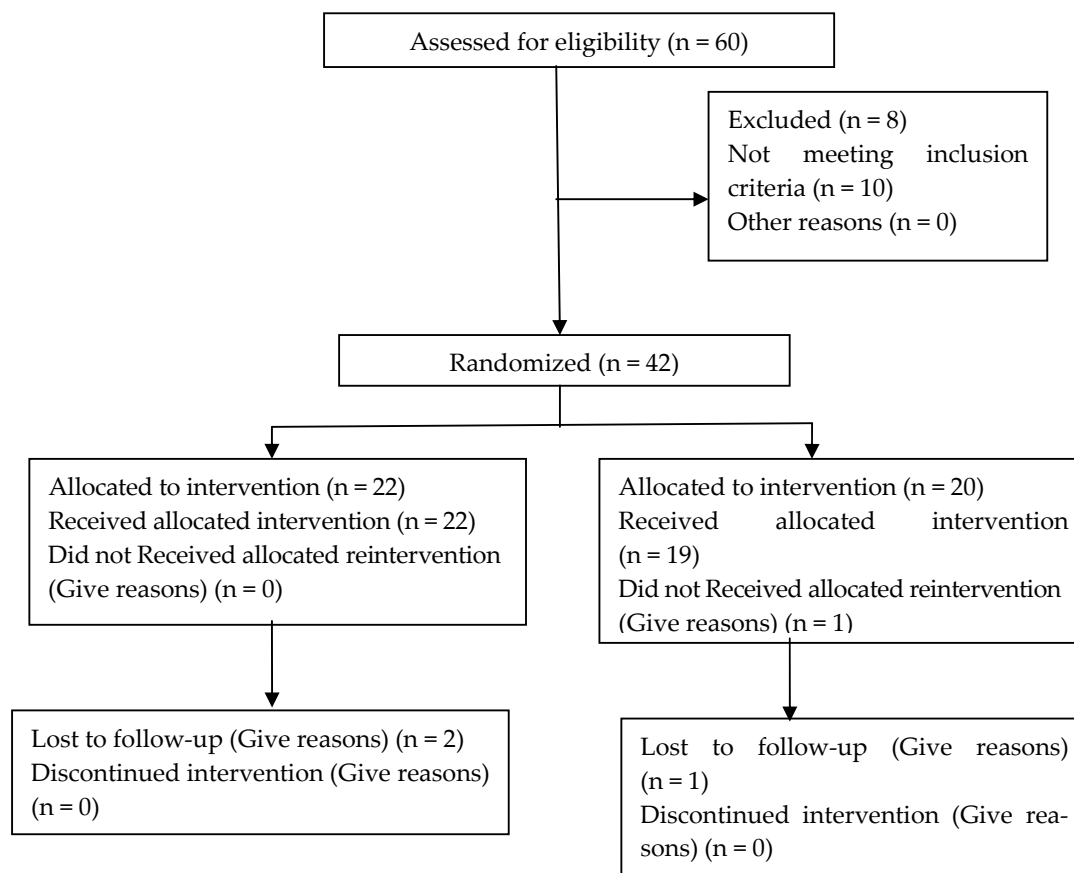 Assessed for eligibility (n = 60)
Excluded (n = 8)
Not meeting inclusion
criteria (n = 10)
Other reasons (n = 0)
Randomized (n = 42)
Allocated to intervention (n = 22)
Received allocated intervention (n = 22)
Did not Received allocated reintervention
(Give reasons) (n = 0)
Allocated to intervention (n = 20)
Received allocated intervention
(n = 19)
Did not Received allocated reintervention
(Give reasons) (n = 1)
Lost to follow-up (Give reasons) (n = 2)
Discontinued intervention (Give reasons)
(n = 0)
Lost to follow-up (Give reasons)
(n = 1)
Discontinued intervention (Give rea-
sons) (n = 0)